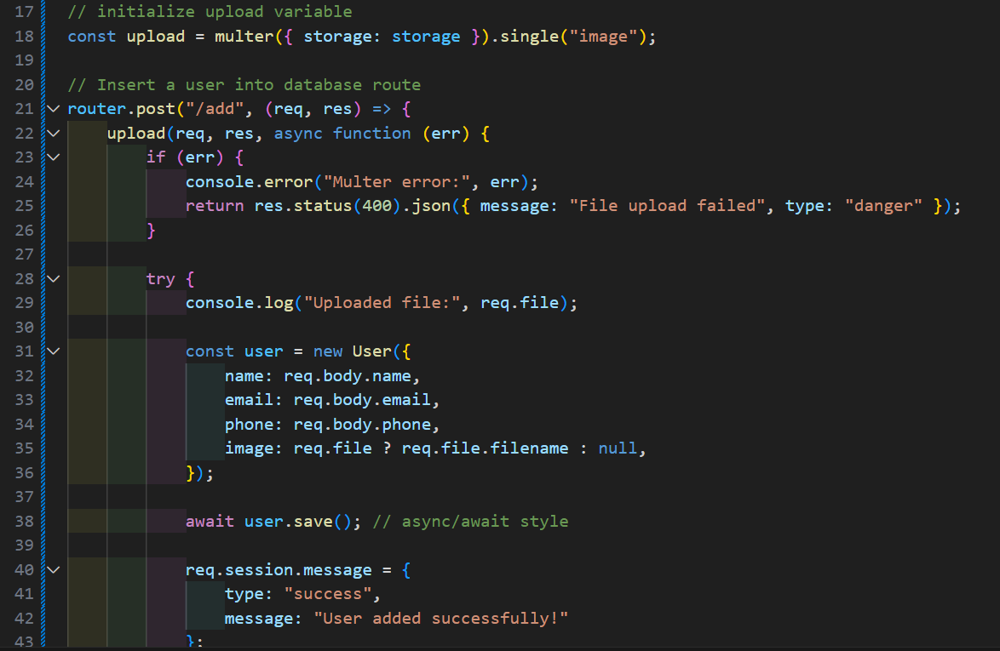 17 // initialize upload variable
18 const upload = multer({ storage: storage }).single("image");
19
20 // Insert a user into database route
21 router.post("/add", (req, res) => {
22     upload(req, res, async function (err) {
23         if (err) {
24             console.error("Multer error:", err);
25             return res.status(400).json({ message: "File upload failed", type: "danger" });
26         }
27
28         try {
29             console.log("Uploaded file:", req.file);
30
31             const user = new User({
32                 name: req.body.name,
33                 email: req.body.email,
34                 phone: req.body.phone,
35                 image: req.file ? req.file.filename : null,
36             });
37
38             await user.save(); // async/await style
39
40             req.session.message = {
41                 type: "success",
42                 message: "User added successfully!"
43             };